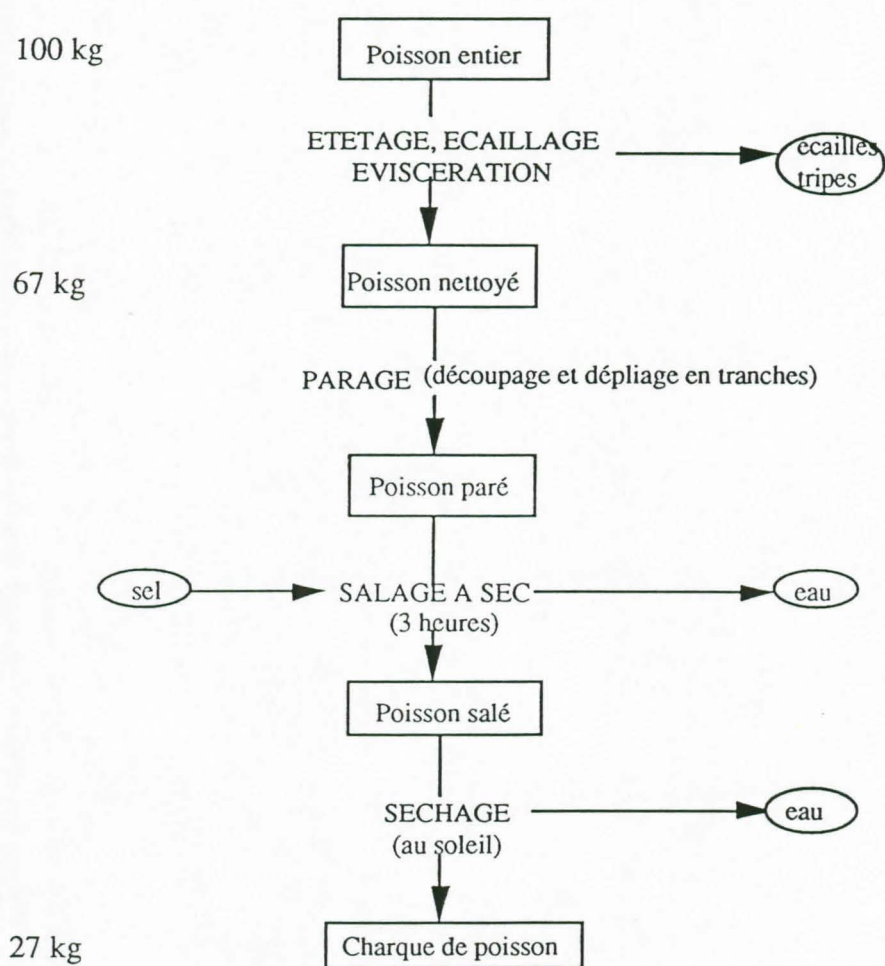 100 kg
Poisson entier
ETETAGE, ECAILLAGE
EVISCERATION
écailles
tripes
67 kg
Poisson nettoyé
PARAGE (découpage et dépliage en tranches)
Poisson paré
sel
SALAGE A SEC
(3 heures)
eau
Poisson salé
SECHAGE
(au soleil)
eau
27 kg
Charque de poisson